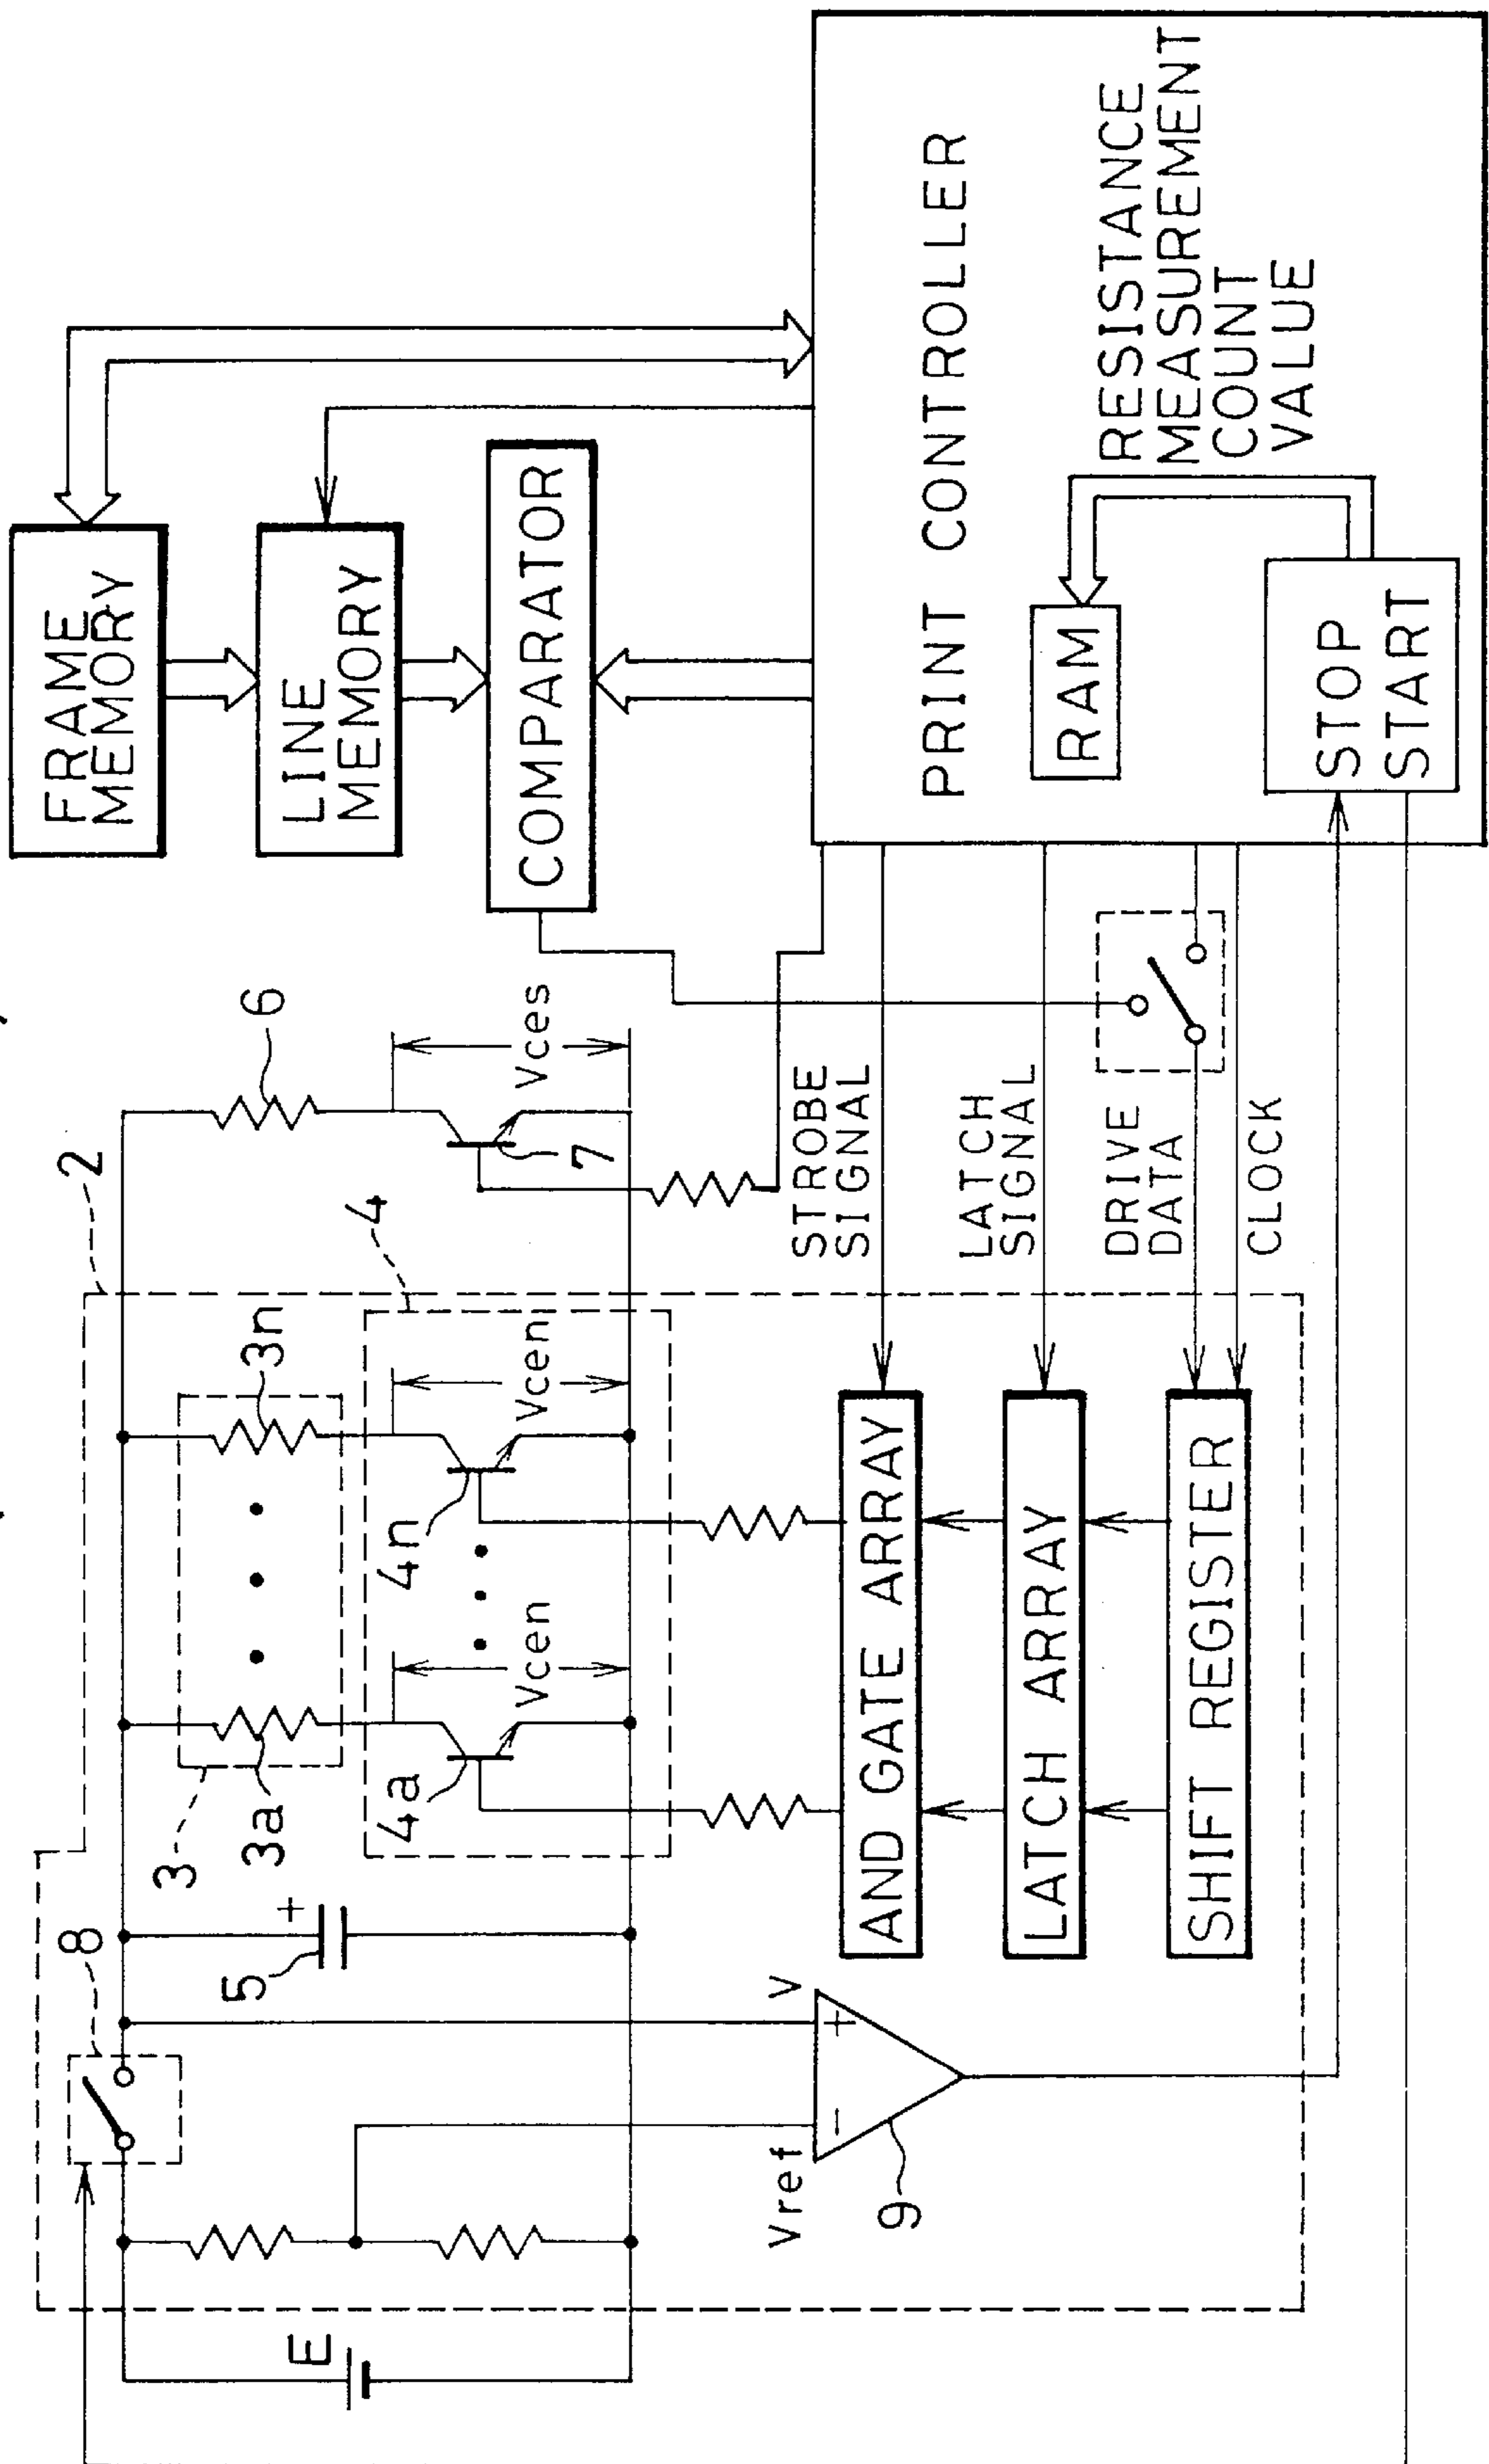 FRAME
MEMORY
LINE
MEMORY
COMPARATOR
PRINT CONTROLLER
RESISTANCE
MEASUREMENT
COUNT
VALUE
RAM
STOP
START
2
6
Vces
7
4
3n
Vcen
4n
3
3a
Vcen
4a
5
+
8
E
V
Vref
+
−
9
STROBE
SIGNAL
LATCH
SIGNAL
DRIVE
DATA
CLOCK
AND GATE ARRAY
LATCH ARRAY
SHIFT REGISTER